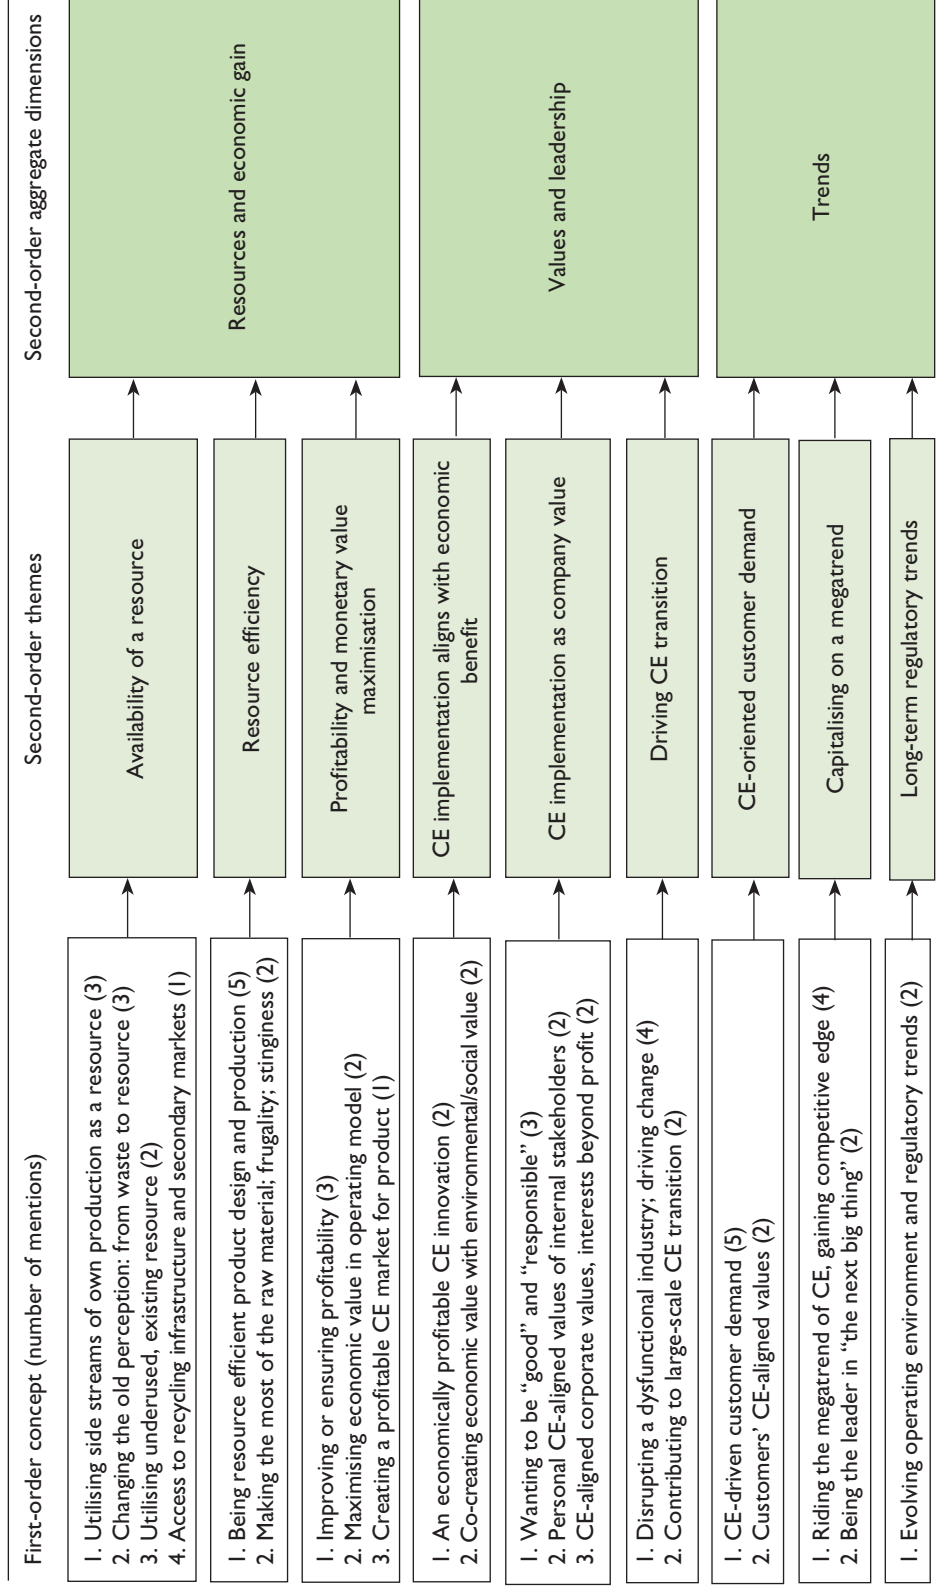 First-order concept (number of mentions)
Second-order themes
Second-order aggregate dimensions
1. Utilising side streams of own production as a resource (3)
2. Changing the old perception: from waste to resource (3)
3. Utilising underused, existing resource (2)
4. Access to recycling infrastructure and secondary markets (1)
Availability of a resource
1. Being resource efficient product design and production (5)
2. Making the most of the raw material; frugality; stinginess (2)
Resource efficiency
1. Improving or ensuring profitability (3)
2. Maximising economic value in operating model (2)
3. Creating a profitable CE market for product (1)
Profitability and monetary value
maximisation
Resources and economic gain
1. An economically profitable CE innovation (2)
2. Co-creating economic value with environmental/social value (2)
CE implementation aligns with economic
benefit
1. Wanting to be “good” and “responsible” (3)
2. Personal CE-aligned values of internal stakeholders (2)
3. CE-aligned corporate values, interests beyond profit (2)
CE implementation as company value
1. Disrupting a dysfunctional industry; driving change (4)
2. Contributing to large-scale CE transition (2)
Driving CE transition
Values and leadership
1. CE-driven customer demand (5)
2. Customers’ CE-aligned values (2)
CE-oriented customer demand
1. Riding the megatrend of CE, gaining competitive edge (4)
2. Being the leader in “the next big thing” (2)
Capitalising on a megatrend
1. Evolving operating environment and regulatory trends (2)
Long-term regulatory trends
Trends